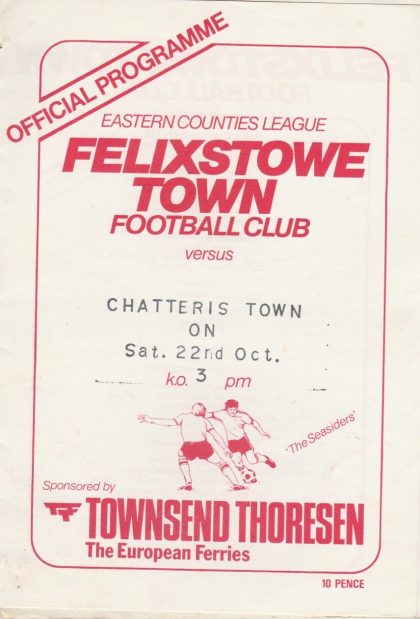 OFFICIAL PROGRAMME
EASTERN COUNTIES LEAGUE
FELIXSTOWE
TOWN
FOOTBALL CLUB
versus
CHATTERIS TOWN
ON
Sat. 22nd Oct.
k.o. 3 pm
'The Seasiders'
Sponsored by
TOWNSEND THORESEN
The European Ferries
10 PENCE